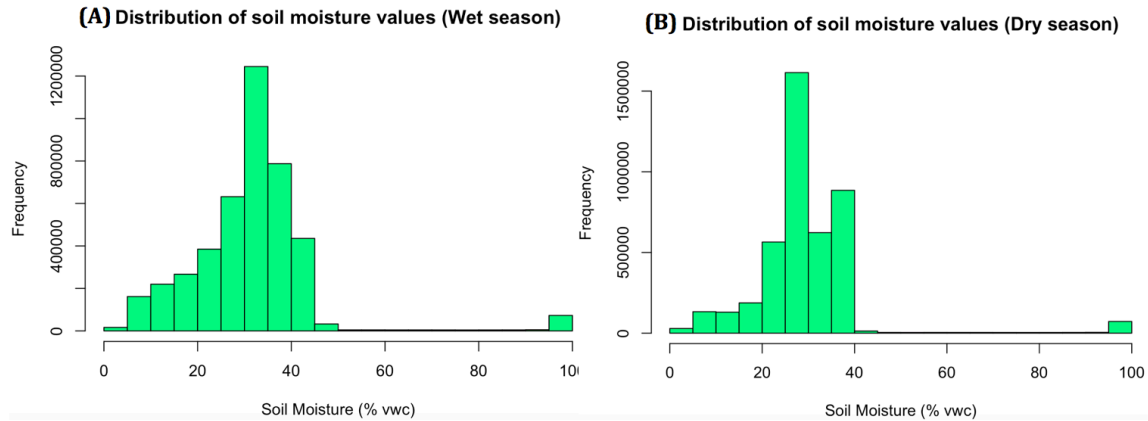 (A) Distribution of soil moisture values (Wet season)
Frequency
0
400000
800000
1200000
0 20 40 60 80 10
Soil Moisture (% vwc)
(B) Distribution of soil moisture values (Dry season)
Frequency
0
500000
1000000
1500000
0 20 40 60 80 100
Soil Moisture (% vwc)